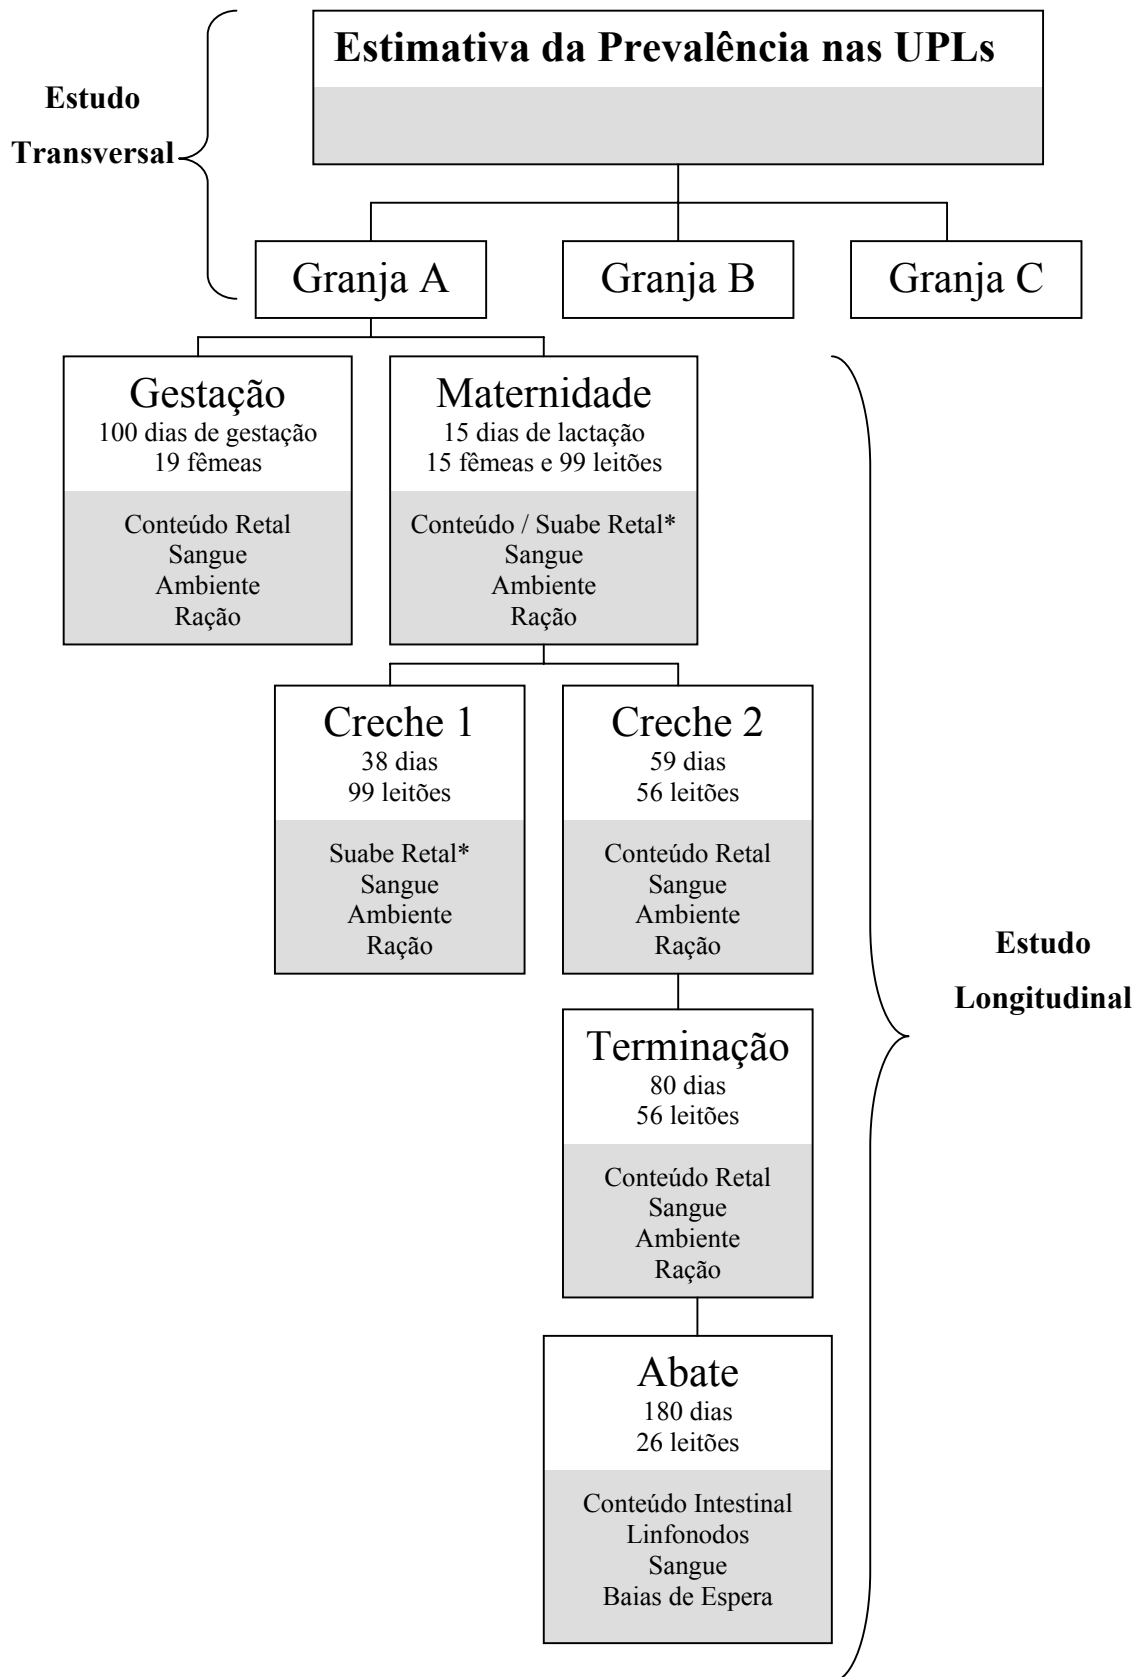 Estimativa da Prevalência nas UPLs
Estudo
Transversal
Granja A
Granja B
Granja C
Gestação
100 dias de gestação
19 fêmeas
Conteúdo Retal
Sangue
Ambiente
Ração
Maternidade
15 dias de lactação
15 fêmeas e 99 leitões
Conteúdo / Suabe Retal*
Sangue
Ambiente
Ração
Creche 1
38 dias
99 leitões
Suabe Retal*
Sangue
Ambiente
Ração
Creche 2
59 dias
56 leitões
Conteúdo Retal
Sangue
Ambiente
Ração
Estudo
Longitudinal
Terminação
80 dias
56 leitões
Conteúdo Retal
Sangue
Ambiente
Ração
Abate
180 dias
26 leitões
Conteúdo Intestinal
Linfonodos
Sangue
Baias de Espera